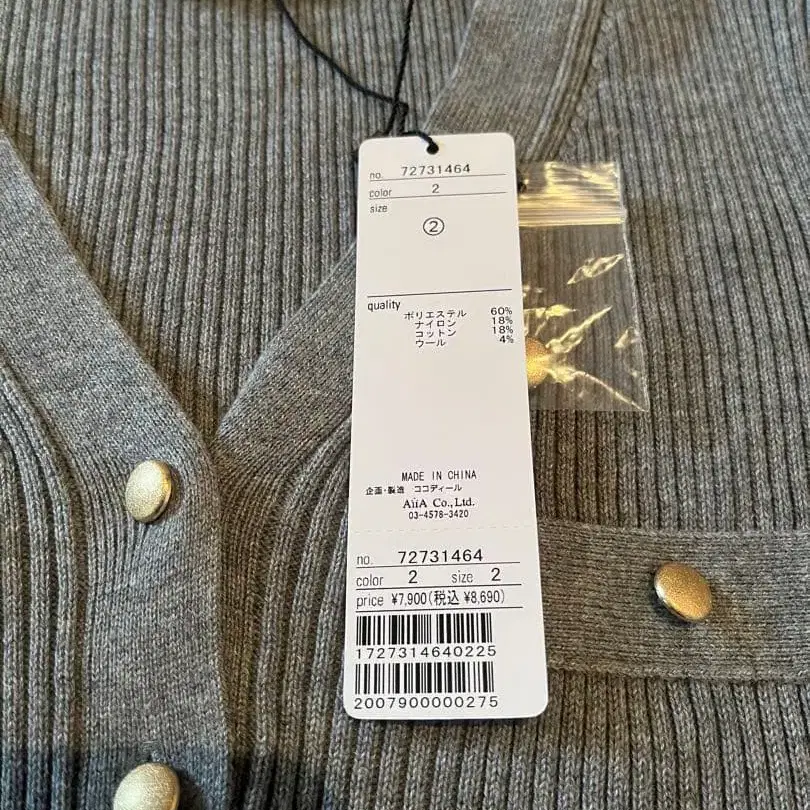 no. 72731464
color 2
size
②
quality
ポリエステル 60%
ナイロン 18%
コットン 18%
ウール 4%
MADE IN CHINA
企画・製造 ココディール
AïiA Co.,Ltd.
03-4578-3420
no. 72731464
color 2 size 2
price ¥7,900(税込 ¥8,690)
1727314640225
2007900000275